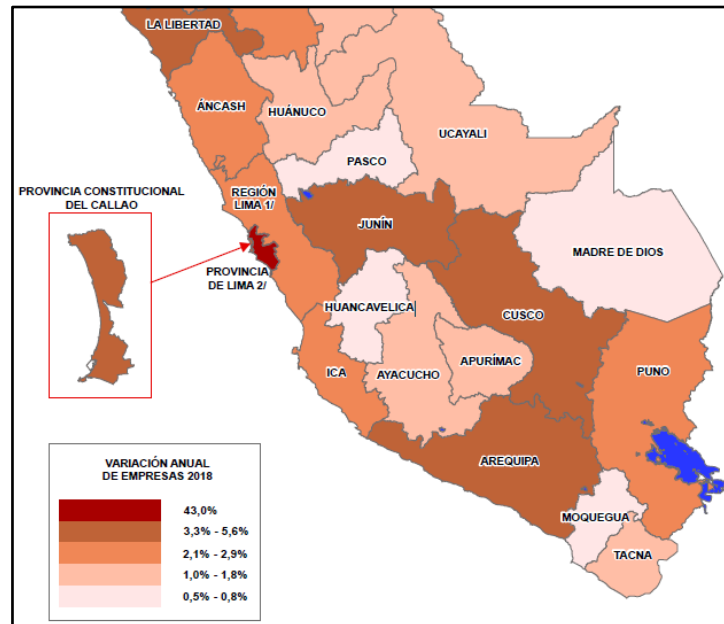 LA LIBERTAD
ÁNCASH
HUÁNUCO
UCAYALI
PASCO
PROVINCIA CONSTITUCIONAL
DEL CALLAO
REGIÓN
LIMA 1/
JUNÍN
MADRE DE DIOS
PROVINCIA
DE LIMA 2/
HUANCAVELICA
CUSCO
APURÍMAC
ICA
AYACUCHO
PUNO
AREQUIPA
MOQUEGUA
TACNA
VARIACIÓN ANUAL
DE EMPRESAS 2018
43,0%
3,3% - 5,6%
2,1% - 2,9%
1,0% - 1,8%
0,5% - 0,8%